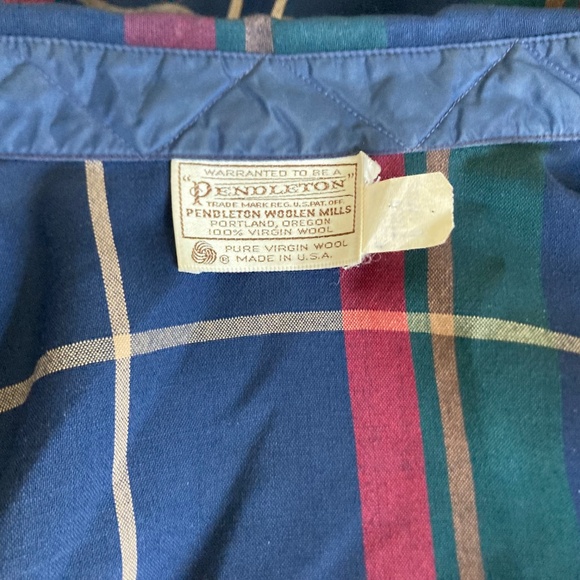 WARRANTED TO BE A
"PENDLETON"
TRADE MARK REG. U.S. PAT. OFF.
PENDLETON WOOLEN MILLS
PORTLAND, OREGON
100% VIRGIN WOOL
PURE VIRGIN WOOL
® MADE IN U.S.A.